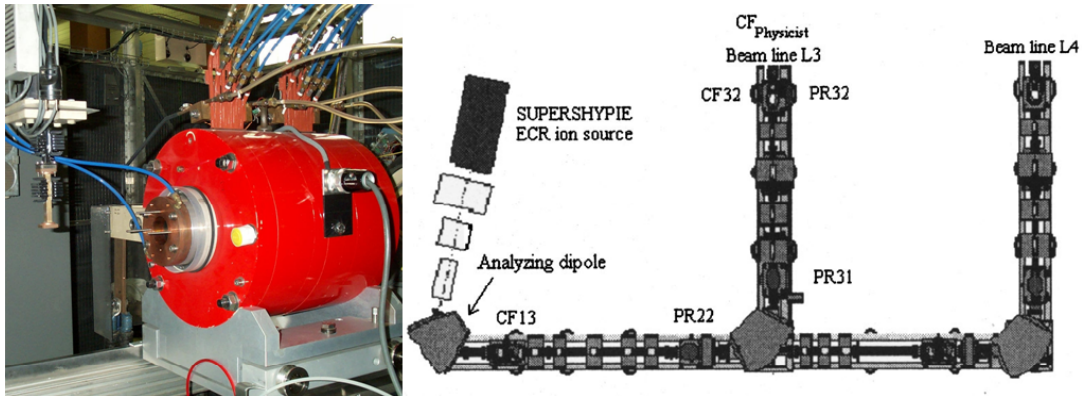 CF Physicist
Beam line L3
Beam line L4
CF32
PR32
SUPERSHYPIE
ECR ion source
PR31
Analyzing dipole
CF13
PR22